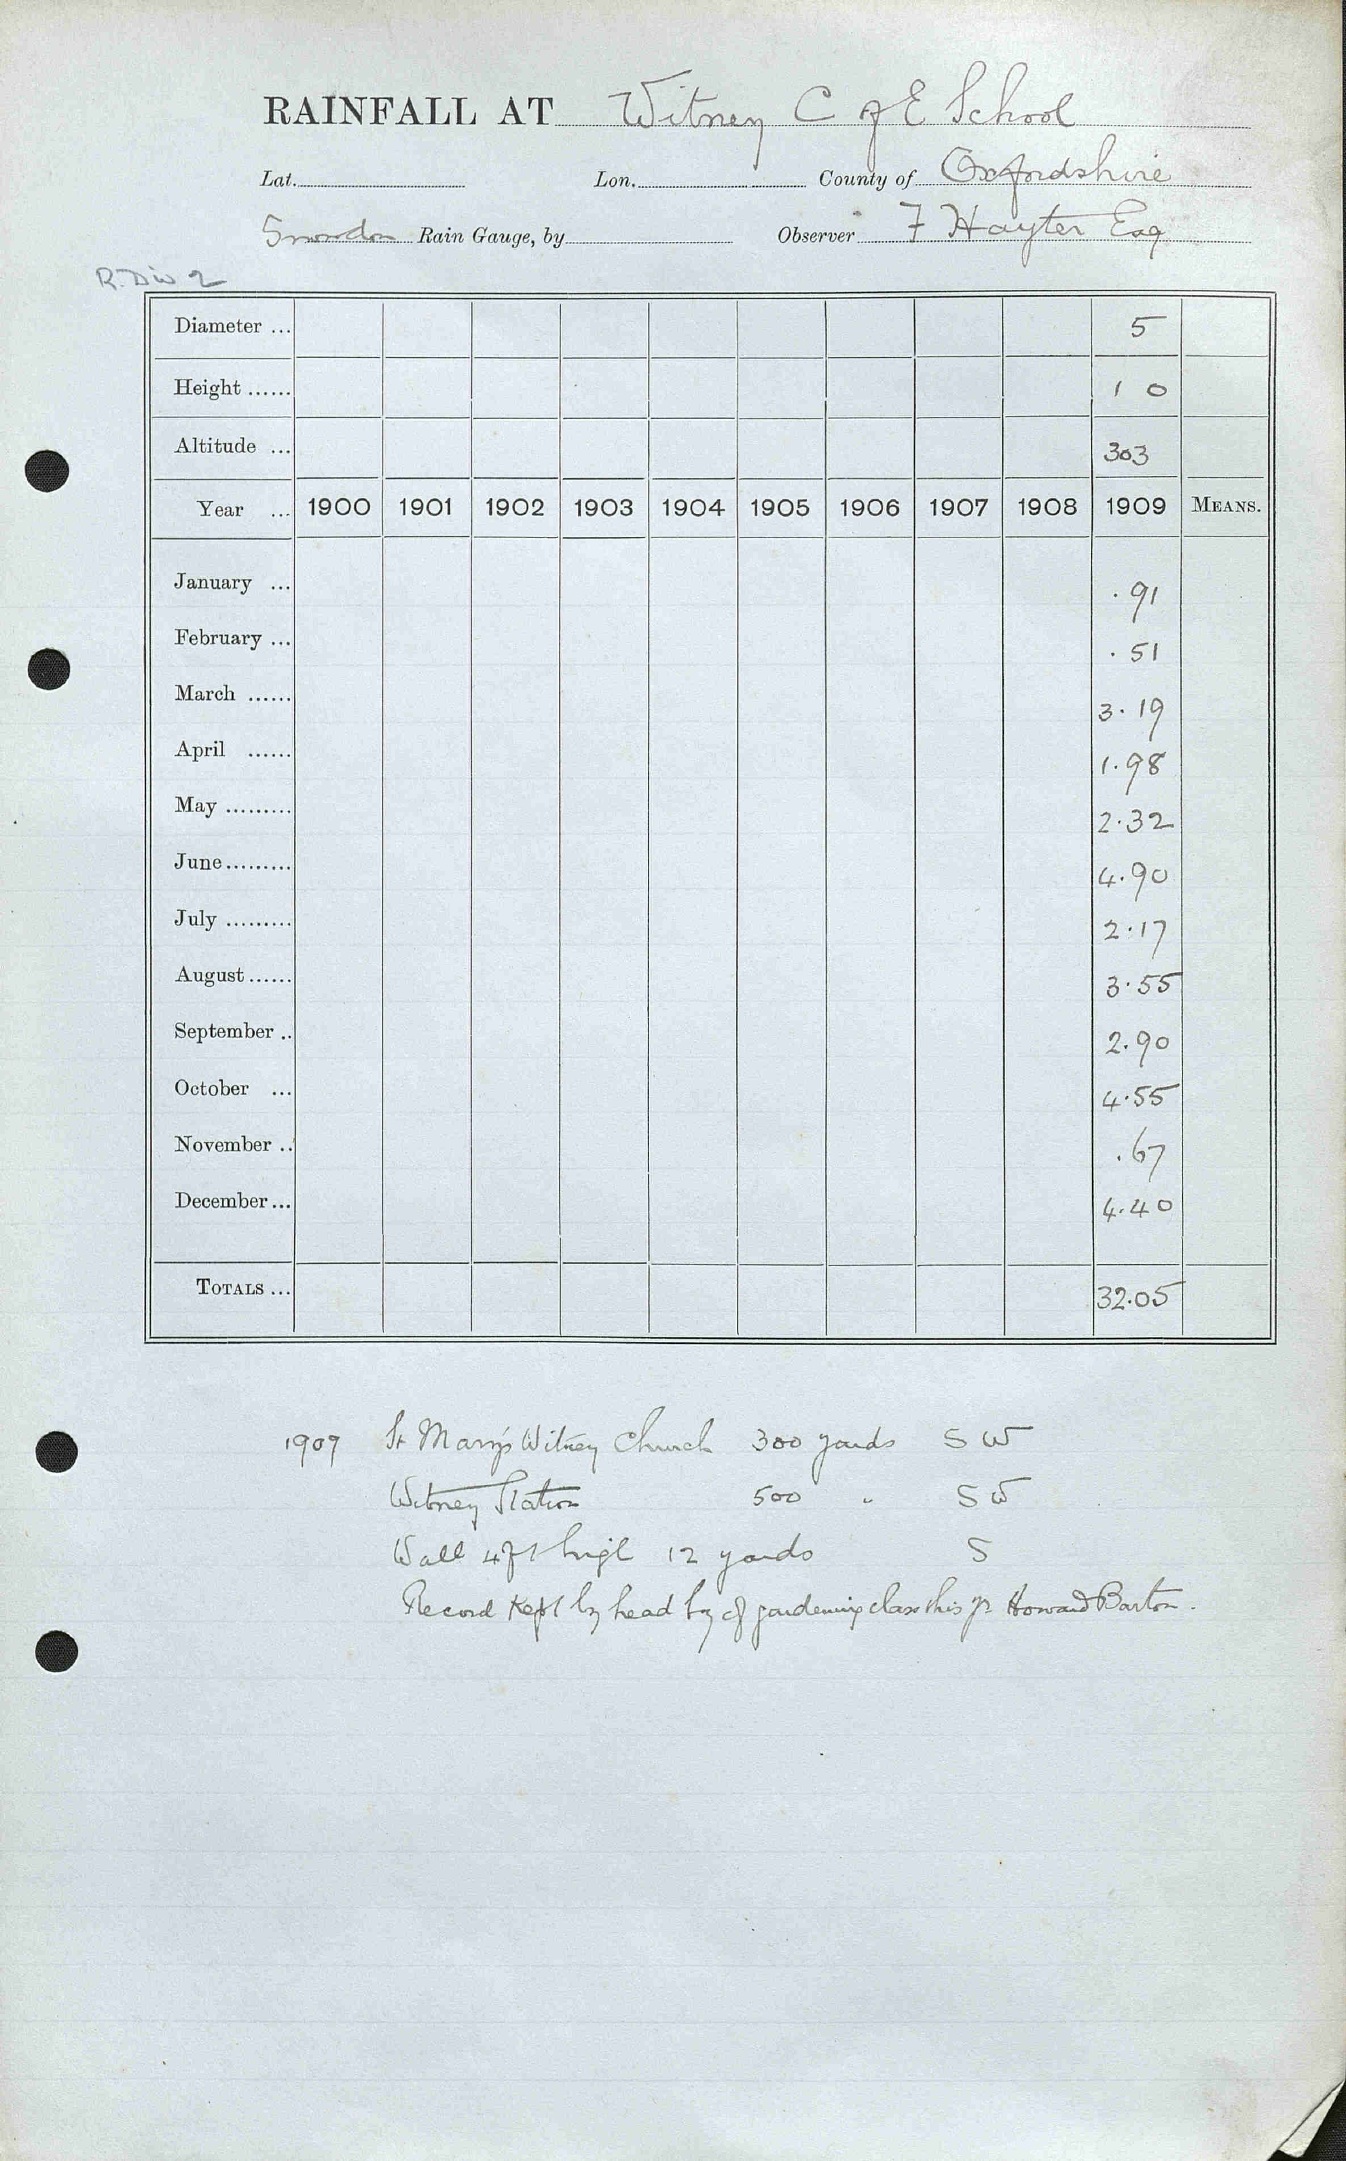 RAINFALL AT Witney C of E School
Lat. Lon. County of Oxfordshire
Snowdon Rain Gauge, by Observer F Hayter Esq
R. Div 2
Diameter ... 5
Height ...... 1 0
Altitude ... 303
Year ... 1900 1901 1902 1903 1904 1905 1906 1907 1908 1909 MEANS.
January ... .91
February ... .51
March ...... 3.19
April ...... 1.98
May ......... 2.32
June ......... 4.90
July ......... 2.17
August ...... 3.55
September .. 2.90
October ... 4.55
November .. .67
December ... 4.40
TOTALS ... 32.05
1909 St Mary's Witney Church 300 yards S W
Witney Station 500 " S W
Wall 4ft high 12 yards S
Record kept by head boy of gardening class this yr Howard Barton.